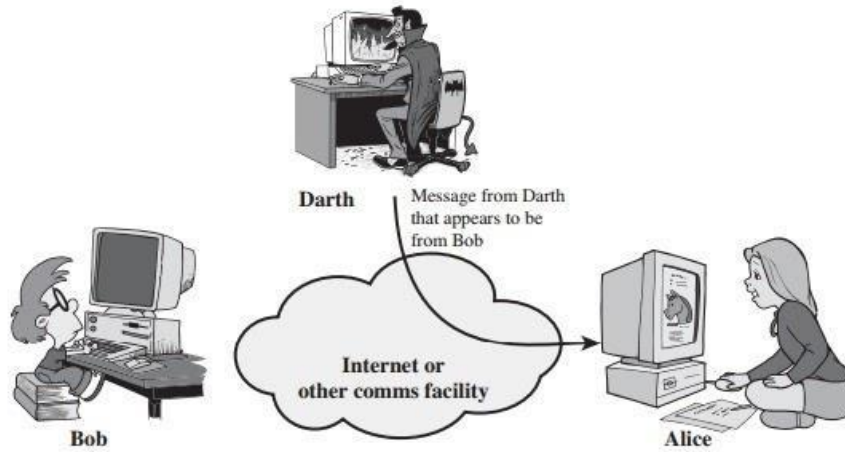 Darth
Message from Darth
that appears to be
from Bob
Internet or
other comms facility
Bob
Alice